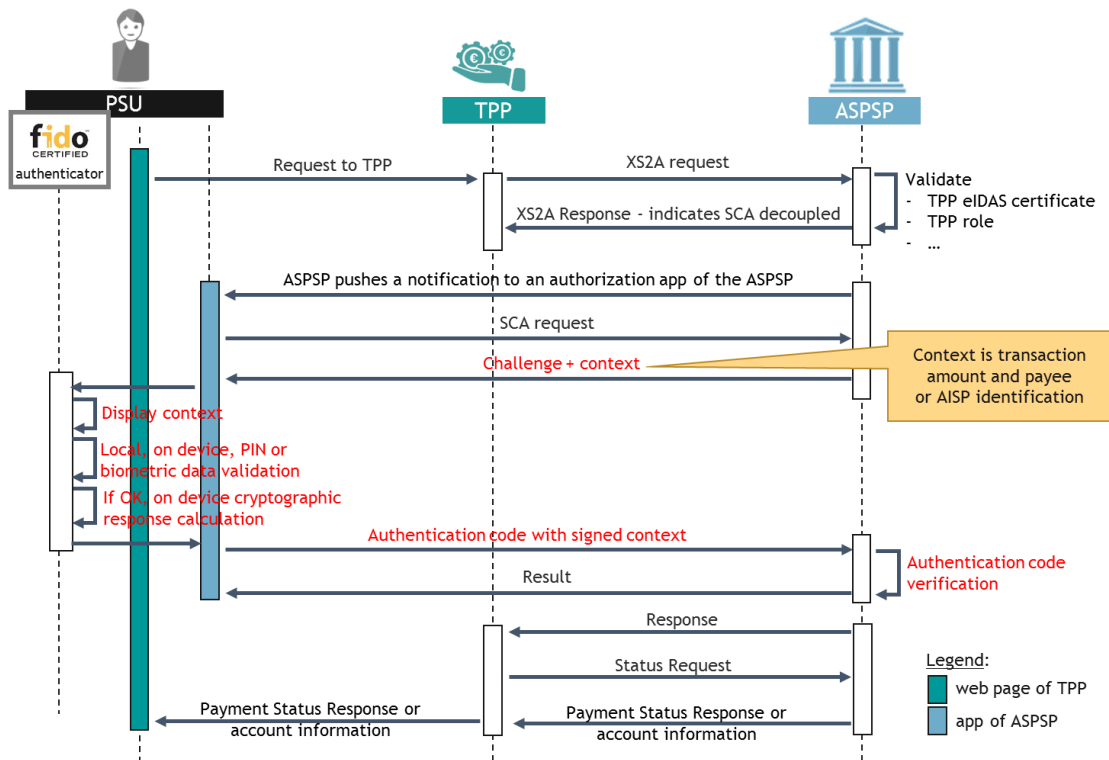 PSU
TPP
ASPSP
fido
CERTIFIED
authenticator
Request to TPP
XS2A request
Validate
- TPP eIDAS certificate
- TPP role
- …
XS2A Response - indicates SCA decoupled
ASPSP pushes a notification to an authorization app of the ASPSP
SCA request
Challenge + context
Context is transaction
amount and payee
or AISP identification
Display context
Local, on device, PIN or
biometric data validation
If OK, on device cryptographic
response calculation
Authentication code with signed context
Authentication code
verification
Result
Response
Status Request
Payment Status Response or
account information
Payment Status Response or
account information
Legend:
web page of TPP
app of ASPSP